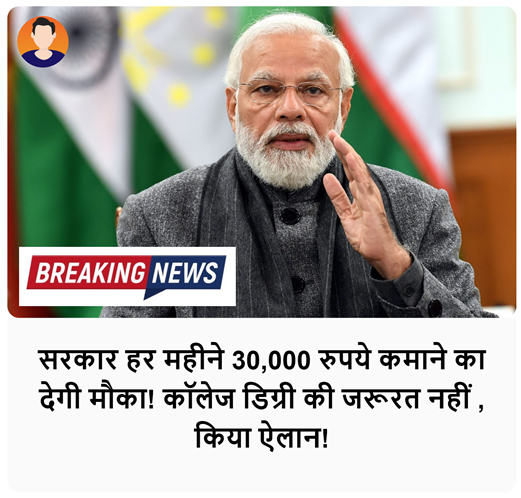 BREAKING NEWS
सरकार हर महीने 30,000 रुपये कमाने का
देगी मौका! कॉलेज डिग्री की जरूरत नहीं ,
किया ऐलान!